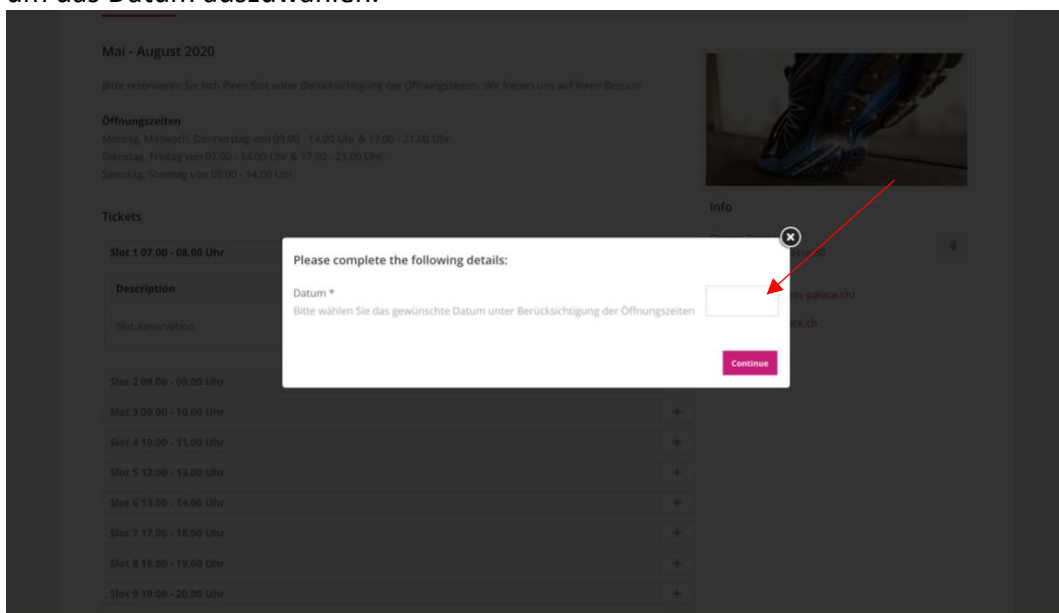 um das Datum auszuwählen.
Mai - August 2020
Bitte reservieren Sie sich Ihren Slot unter Berücksichtigung der Öffnungszeiten. Wir freuen uns auf Ihren Besuch!
Öffnungszeiten
Montag, Mittwoch, Donnerstag von 09.00 - 14.00 Uhr & 17.00 - 21.00 Uhr.
Dienstag, Freitag von 07.00 - 14.00 Uhr & 17.00 - 21.00 Uhr.
Samstag, Sonntag von 09.00 - 14.00 Uhr
Tickets
Slot 1 07.00 - 08.00 Uhr
Description
Slot-Reservation
Slot 2 08.00 - 09.00 Uhr
Slot 3 09.00 - 10.00 Uhr
Slot 4 10:00 - 11.00 Uhr
Slot 5 12:00 - 13.00 Uhr
Slot 6 13.00 - 14.00 Uhr
Slot 7 17.00 - 18.00 Uhr
Slot 8 18.00 - 19.00 Uhr
Slot 9 19.00 - 20.00 Uhr
Info
Please complete the following details:
Datum *
Bitte wählen Sie das gewünschte Datum unter Berücksichtigung der Öffnungszeiten
Continue